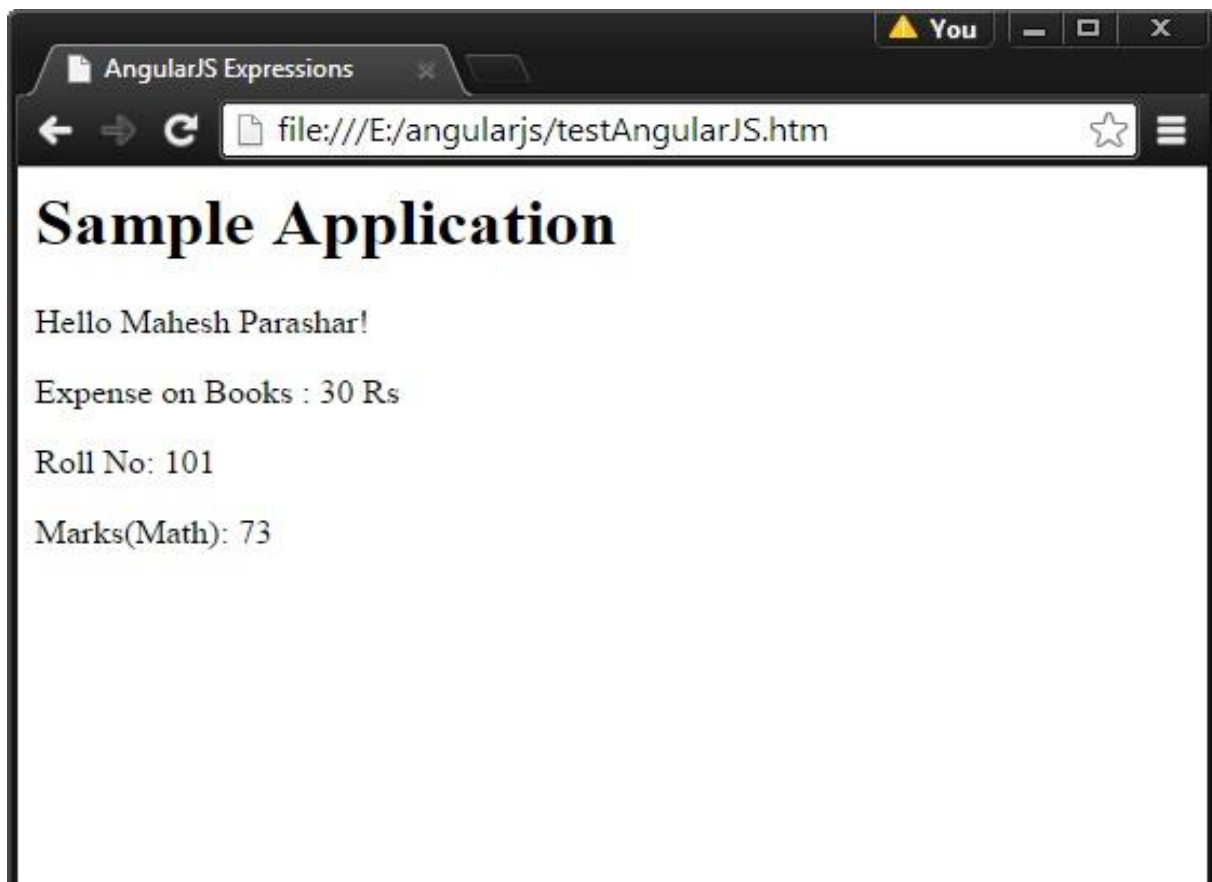 You
AngularJS Expressions
file:///E:/angularjs/testAngularJS.htm
Sample Application
Hello Mahesh Parashar!
Expense on Books : 30 Rs
Roll No: 101
Marks(Math): 73